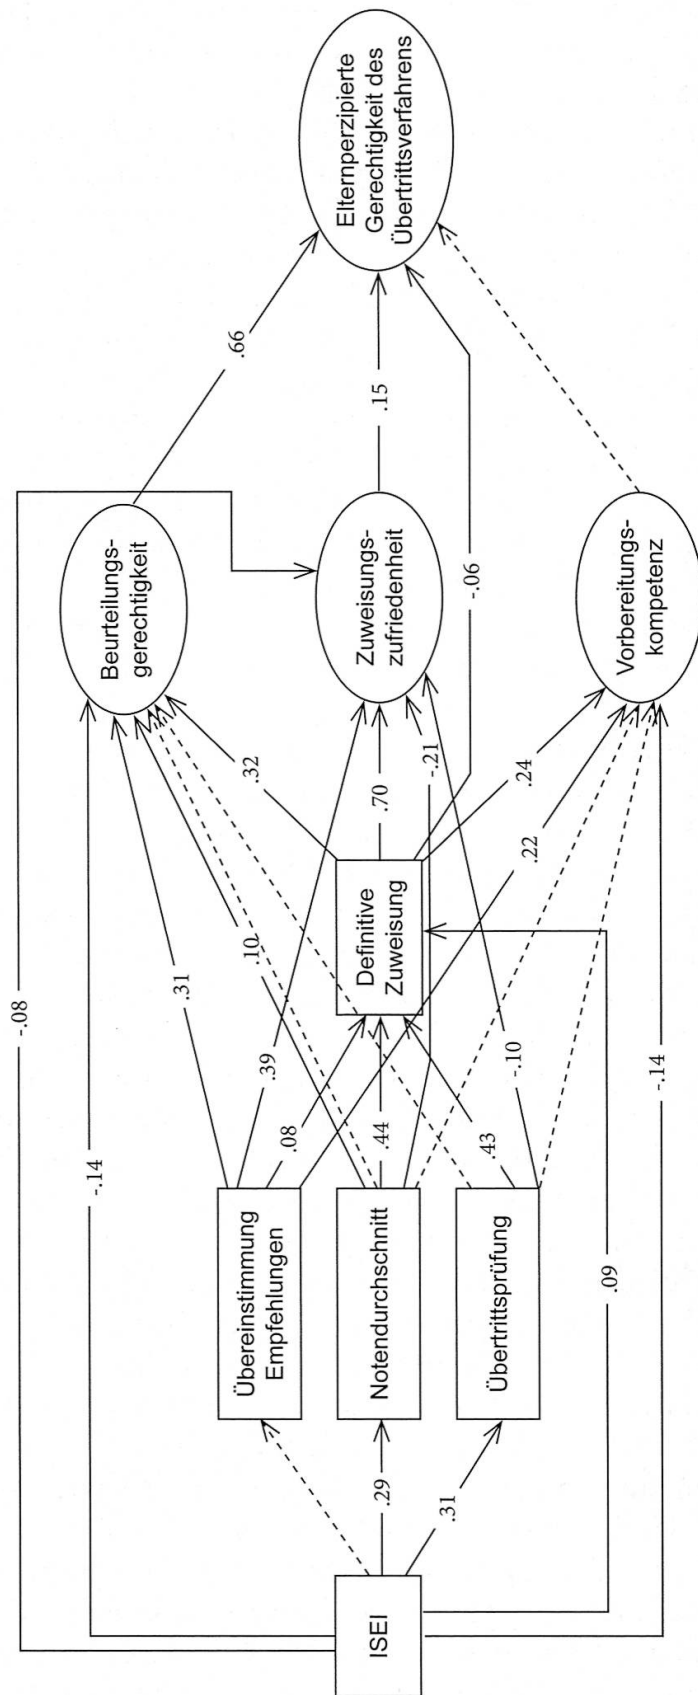 -.08
-.14
ISEI
.29
.31
.09
-.14
Übereinstimmung
Empfehlungen
Notendurchschnitt
Übertrittsprüfung
.31
.39
.08
.10
.44
.43
-.10
.22
Definitive
Zuweisung
.32
.70
-.21
.24
-.06
Beurteilungs-
gerechtigkeit
Zuweisungs-
zufriedenheit
Vorbereitungs-
kompetenz
.66
.15
Elternperzipierte
Gerechtigkeit des
Übertrittsverfahrens